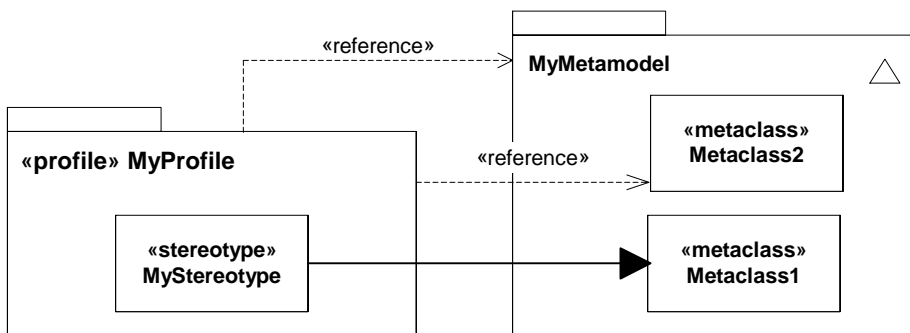 «reference»
MyMetamodel
«profile» MyProfile
«reference»
«metaclass»
Metaclass2
«stereotype»
MyStereotype
«metaclass»
Metaclass1